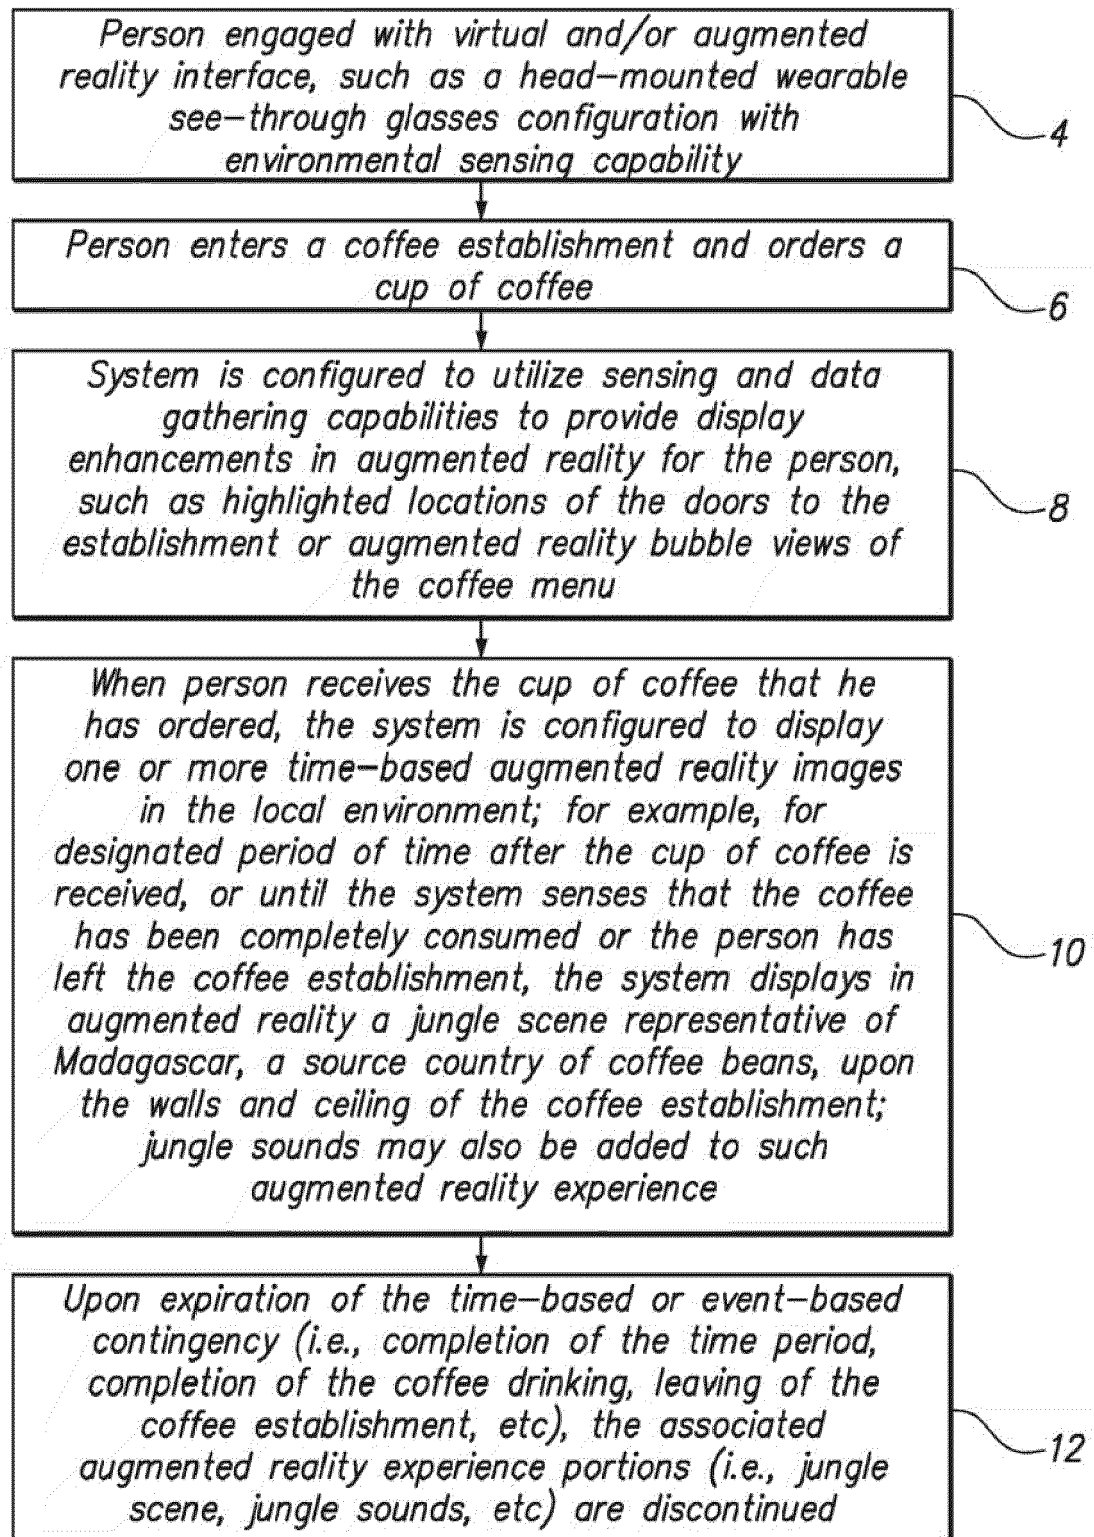 Person engaged with virtual and/or augmented
reality interface, such as a head-mounted wearable
see-through glasses configuration with
environmental sensing capability
4
Person enters a coffee establishment and orders a
cup of coffee
6
System is configured to utilize sensing and data
gathering capabilities to provide display
enhancements in augmented reality for the person,
such as highlighted locations of the doors to the
establishment or augmented reality bubble views of
the coffee menu
8
When person receives the cup of coffee that he
has ordered, the system is configured to display
one or more time-based augmented reality images
in the local environment; for example, for
designated period of time after the cup of coffee is
received, or until the system senses that the coffee
has been completely consumed or the person has
left the coffee establishment, the system displays in
augmented reality a jungle scene representative of
Madagascar, a source country of coffee beans, upon
the walls and ceiling of the coffee establishment;
jungle sounds may also be added to such
augmented reality experience
10
Upon expiration of the time-based or event-based
contingency (i.e., completion of the time period,
completion of the coffee drinking, leaving of the
coffee establishment, etc), the associated
augmented reality experience portions (i.e., jungle
scene, jungle sounds, etc) are discontinued
12